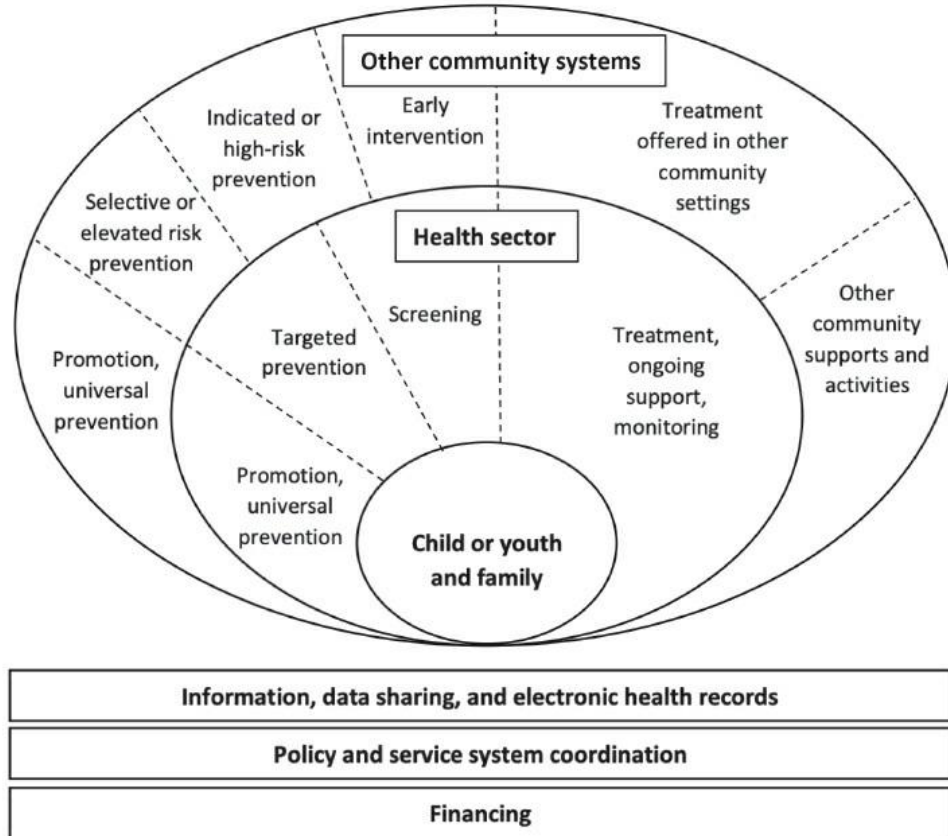 Other community systems
Early
intervention
Treatment
offered in other
community
settings
Indicated or
high-risk
prevention
Selective or
elevated risk
prevention
Health sector
Screening
Other
community
supports and
activities
Targeted
prevention
Treatment,
ongoing
support,
monitoring
Promotion,
universal
prevention
Promotion,
universal
prevention
Child or youth
and family
Information, data sharing, and electronic health records
Policy and service system coordination
Financing